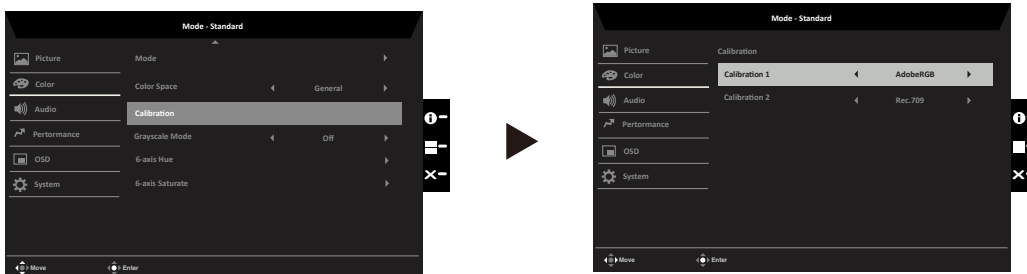 Mode - Standard
Picture
Mode
Color
Color Space General
Audio
Calibration
Pertormance
Grayscale Mode Off
OSD
6-axis Hue
System
6-axis Saturate
Move Enter
Mode - Standard
Picture
Calibration
Color
Calibration 1 AdobeRGB
Audio
Calibration 2 Rec.709
Pertormance
OSD
System
Move Enter